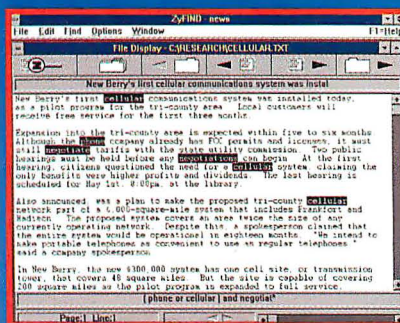 ZyFIND - news
File Edit Find Options Window F1=Help
File Display - C:\RESEARCH\CELLULAR.TXT
New Berry's first cellular communications system was instal
New Berry's first cellular communications system was installed today,
as a pilot program for the tri-county area. Local customers will
receive free service for the first three months.
Expansion into the tri-county area is expected within five to six months.
Although the phone company already has FCC permits and licenses, it must
still negotiate tariffs with the state utility commission. Two public
hearings must be held before any negotiations can begin. At the first
hearing, citizens questioned the need for a cellular system, claiming the
only benefits were higher profits and dividends. The last hearing is
scheduled for May 1st, 8:00pm, at the library.
Also announced, was a plan to make the proposed tri-county cellular
network part of a 6,000-square-mile system that includes Frankfort and
Madison. The proposed system covers an area twice the size of any
currently operating network. Despite this, a spokesperson claimed that
the entire system would be operational in eighteen months. "We intend to
make portable telephones as convenient to use as regular telephones."
said a company spokesperson.
In New Berry, the new $300,000 system has one cell site, or transmission
tower, that covers 48 square miles. But the site is capable of covering
200 square miles as the pilot program is expanded to full service.
{ phone or cellular } and negotiat*
Page:1 Line:1